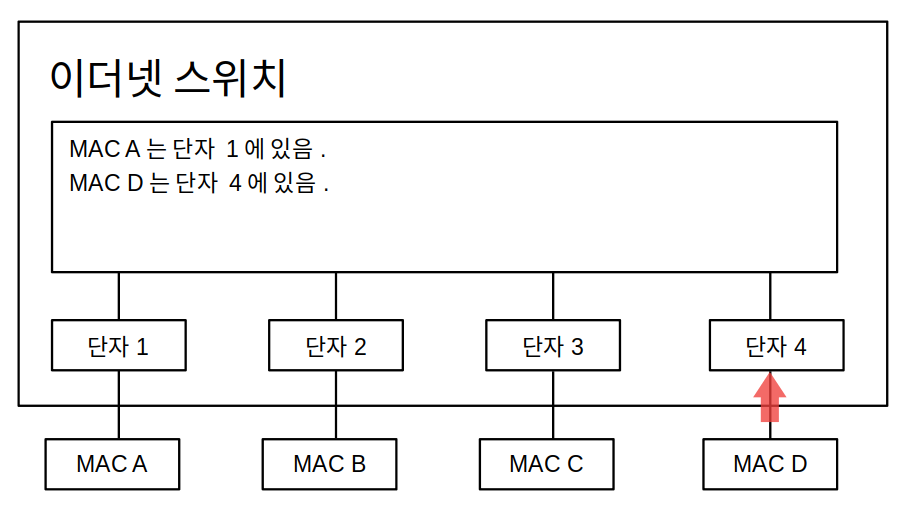 이더넷 스위치
MAC A 는 단자 1 에 있음 .
MAC D 는 단자 4 에 있음 .
단자 1
단자 2
단자 3
단자 4
MAC A
MAC B
MAC C
MAC D